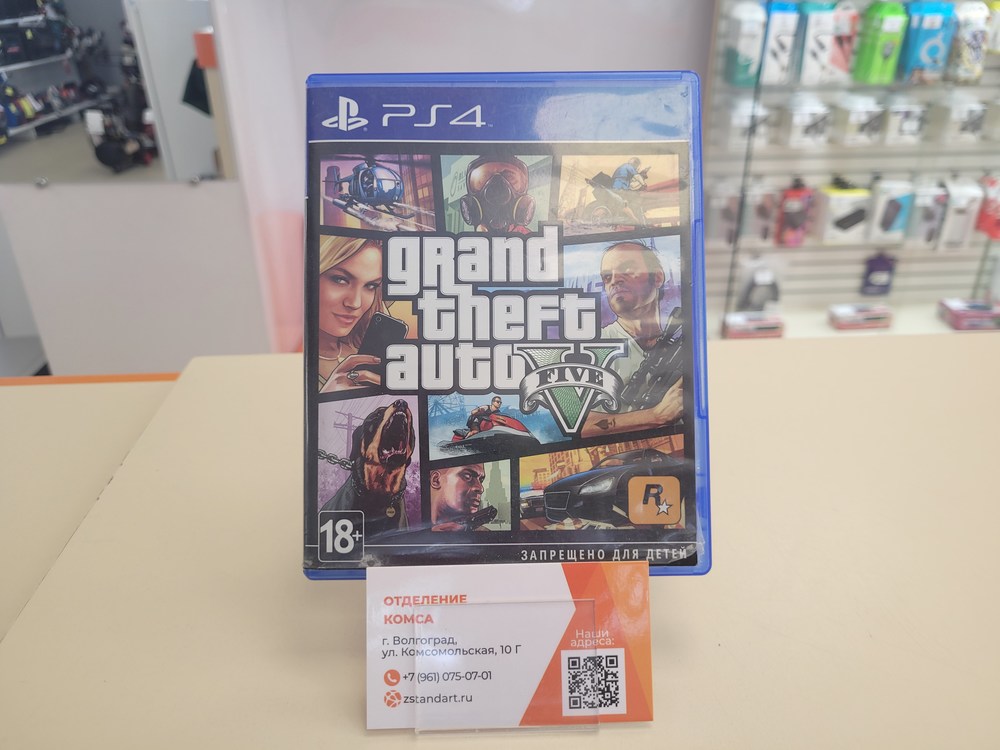 PS4
grand
theft
auto V
FIVE
R
18+
ЗАПРЕЩЕНО ДЛЯ ДЕТЕЙ
ОТДЕЛЕНИЕ
КОМСА
г. Волгоград,
ул. Комсомольская, 10 Г
+7 (961) 075-07-01
zstandart.ru
Наши
адреса: